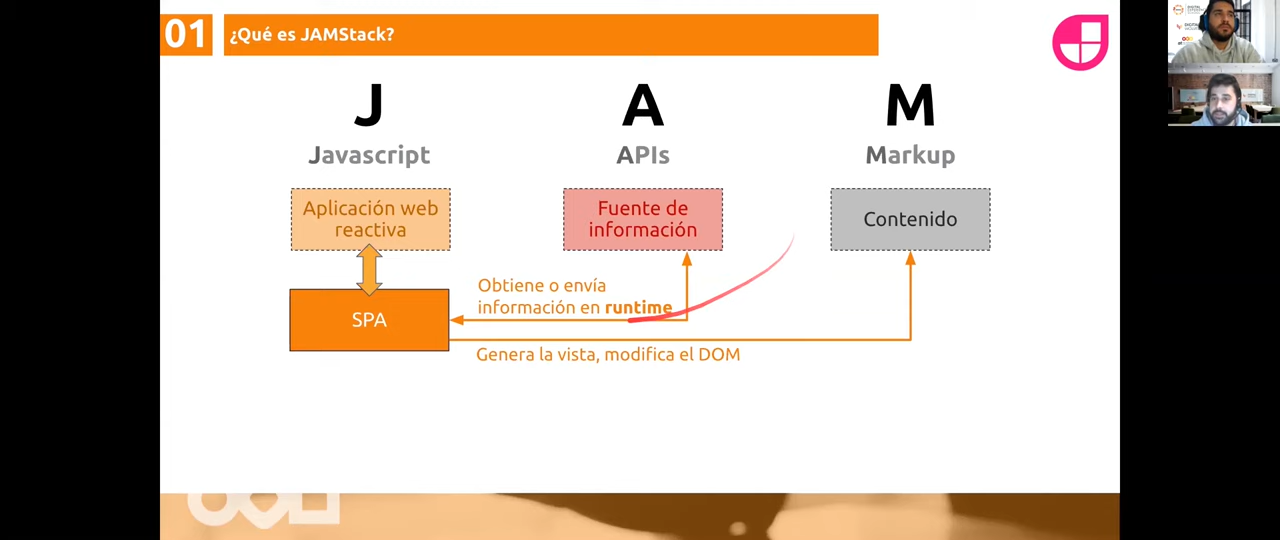 01
¿Qué es JAMStack?
J
A
M
Javascript
APIs
Markup
Aplicación web
reactiva
Fuente de
información
Contenido
Obtiene o envía
información en runtime
SPA
Genera la vista, modifica el DOM